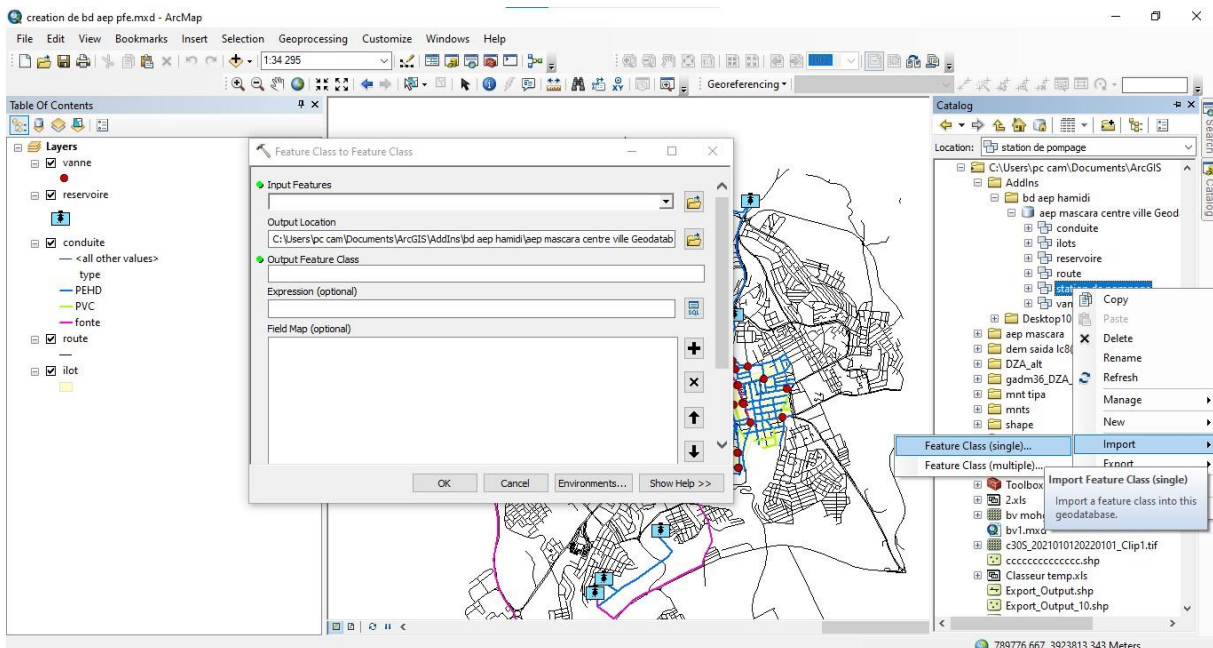 creation de bd aep pfe.mxd - ArcMap
File Edit View Bookmarks Insert Selection Geoprocessing Customize Windows Help
1:34 295
Georeferencing
Table Of Contents
Layers
vanne
reservoire
conduite
<all other values>
type
PEHD
PVC
fonte
route
ilot
Feature Class to Feature Class
Input Features
Output Location
C:\Users\pc cam\Documents\ArcGIS\AddIns\bd aep hamidi\aep mascara centre ville Geodatab
Output Feature Class
Expression (optional)
SQL
Field Map (optional)
OK Cancel Environments... Show Help >>
Catalog
Location: station de pompage
C:\Users\pc cam\Documents\ArcGIS
AddIns
bd aep hamidi
aep mascara centre ville Geod
conduite
ilots
reservoire
route
station de pompage
van
Desktop10
aep mascara
dem saida lc8(
DZA_alt
gadm36_DZA_
mnt tipa
mnts
shape
Toolbox
2.xls
bv moh
bv1.mxd
c30S_2021010120220101_Clip1.tif
cccccccccccccc.shp
Classeur temp.xls
Export_Output.shp
Export_Output_10.shp
Copy
Paste
Delete
Rename
Refresh
Manage
New
Import
Export
Feature Class (single)...
Feature Class (multiple)...
Import Feature Class (single)
Import a feature class into this
geodatabase.
Search
Catalog
789776,667 3923813,343 Meters